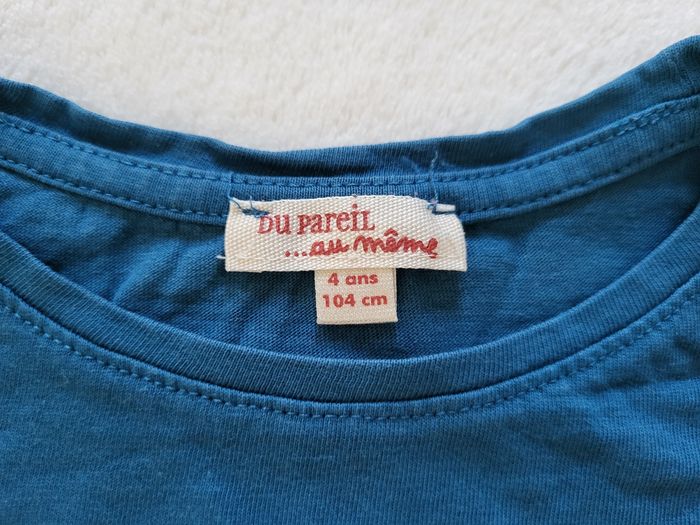 DU PAREIL
...au même
4 ans
104 cm